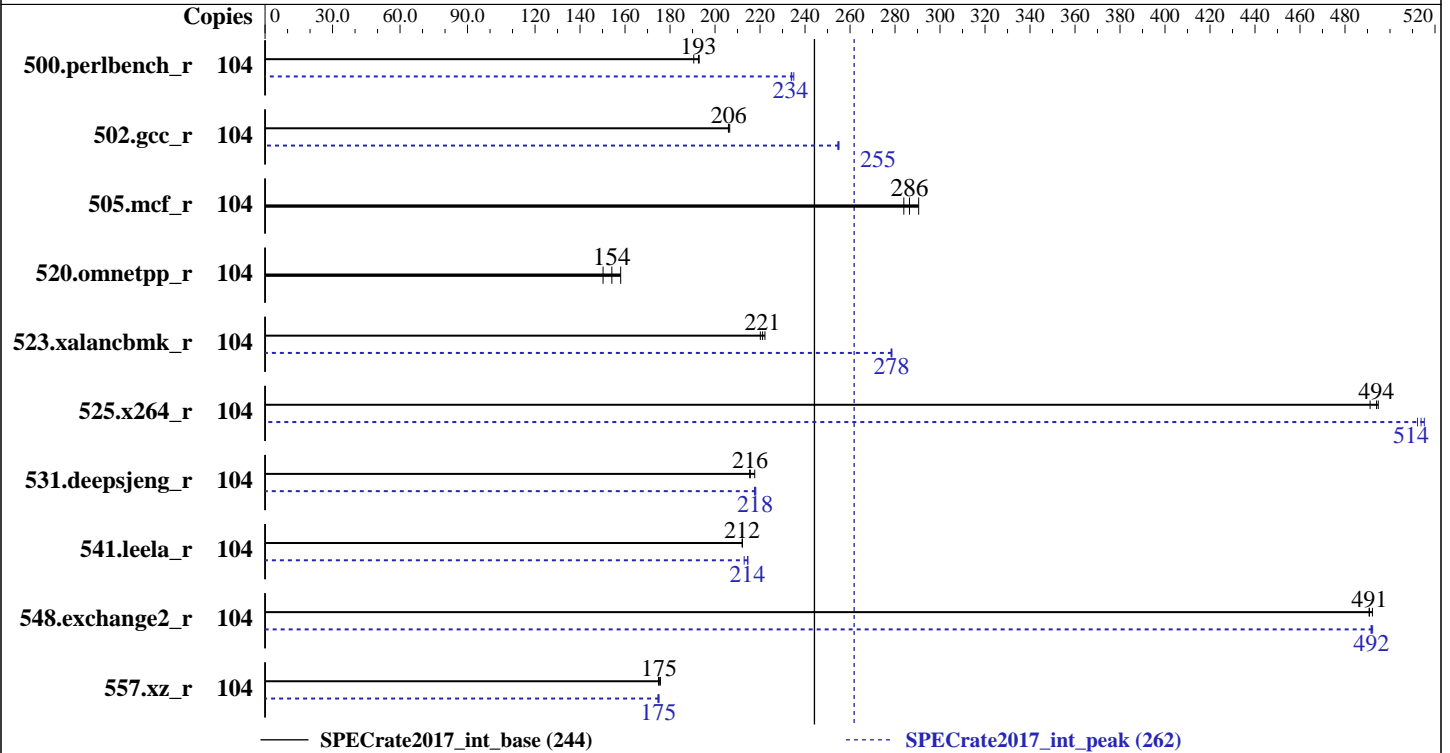 Copies 0 30.0 60.0 90.0 120 140 160 180 200 220 240 260 280 300 320 340 360 380 400 420 440 460 480 520
193
500.perlbench_r 104
234
206
502.gcc_r 104
255
286
505.mcf_r 104
154
520.omnetpp_r 104
221
523.xalancbmk_r 104
278
494
525.x264_r 104
514
216
531.deepsjeng_r 104
218
212
541.leela_r 104
214
491
548.exchange2_r 104
492
175
557.xz_r 104
175
SPECrate2017_int_base (244) SPECrate2017_int_peak (262)